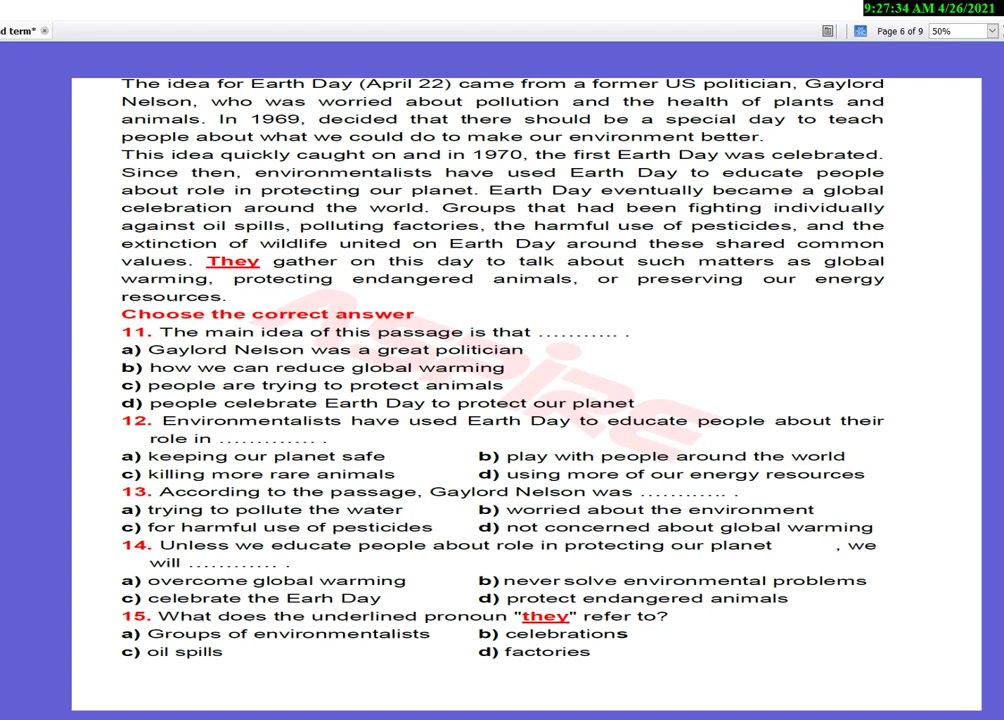 9:27:34 AM 4/26/2021
d term*
Page 6 of 9 50%
The idea for Earth Day (April 22) came from a former US politician, Gaylord
Nelson, who was worried about pollution and the health of plants and
animals. In 1969, decided that there should be a special day to teach
people about what we could do to make our environment better.
This idea quickly caught on and in 1970, the first Earth Day was celebrated.
Since then, environmentalists have used Earth Day to educate people
about role in protecting our planet. Earth Day eventually became a global
celebration around the world. Groups that had been fighting individually
against oil spills, polluting factories, the harmful use of pesticides, and the
extinction of wildlife united on Earth Day around these shared common
values. They gather on this day to talk about such matters as global
warming, protecting endangered animals, or preserving our energy
resources.
Choose the correct answer
11. The main idea of this passage is that ........... .
a) Gaylord Nelson was a great politician
b) how we can reduce global warming
c) people are trying to protect animals
d) people celebrate Earth Day to protect our planet
12. Environmentalists have used Earth Day to educate people about their
role in ............. .
a) keeping our planet safe b) play with people around the world
c) killing more rare animals d) using more of our energy resources
13. According to the passage, Gaylord Nelson was ............ .
a) trying to pollute the water b) worried about the environment
c) for harmful use of pesticides d) not concerned about global warming
14. Unless we educate people about role in protecting our planet , we
will ............ .
a) overcome global warming b) never solve environmental problems
c) celebrate the Earh Day d) protect endangered animals
15. What does the underlined pronoun "they" refer to?
a) Groups of environmentalists b) celebrations
c) oil spills d) factories
ASPIRE